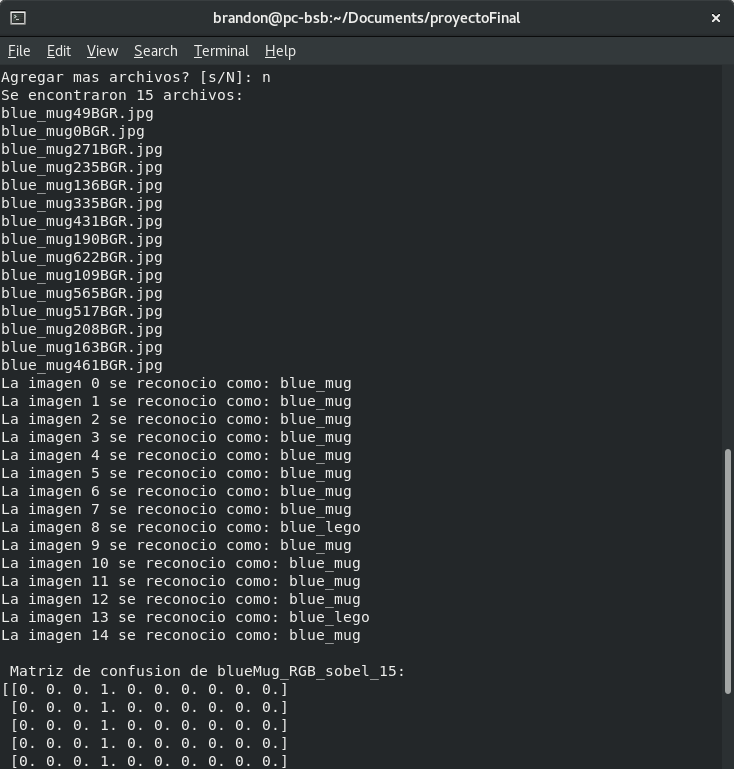 brandon@pc-bsb:~/Documents/proyectoFinal
File Edit View Search Terminal Help
Agregar mas archivos? [s/N]: n
Se encontraron 15 archivos:
blue_mug49BGR.jpg
blue_mug0BGR.jpg
blue_mug271BGR.jpg
blue_mug235BGR.jpg
blue_mug136BGR.jpg
blue_mug335BGR.jpg
blue_mug431BGR.jpg
blue_mug190BGR.jpg
blue_mug622BGR.jpg
blue_mug109BGR.jpg
blue_mug565BGR.jpg
blue_mug517BGR.jpg
blue_mug208BGR.jpg
blue_mug163BGR.jpg
blue_mug461BGR.jpg
La imagen 0 se reconocio como: blue_mug
La imagen 1 se reconocio como: blue_mug
La imagen 2 se reconocio como: blue_mug
La imagen 3 se reconocio como: blue_mug
La imagen 4 se reconocio como: blue_mug
La imagen 5 se reconocio como: blue_mug
La imagen 6 se reconocio como: blue_mug
La imagen 7 se reconocio como: blue_mug
La imagen 8 se reconocio como: blue_lego
La imagen 9 se reconocio como: blue_mug
La imagen 10 se reconocio como: blue_mug
La imagen 11 se reconocio como: blue_mug
La imagen 12 se reconocio como: blue_mug
La imagen 13 se reconocio como: blue_lego
La imagen 14 se reconocio como: blue_mug
Matriz de confusion de blueMug_RGB_sobel_15:
[[0. 0. 0. 1. 0. 0. 0. 0. 0. 0.]
[0. 0. 0. 1. 0. 0. 0. 0. 0. 0.]
[0. 0. 0. 1. 0. 0. 0. 0. 0. 0.]
[0. 0. 0. 1. 0. 0. 0. 0. 0. 0.]
[0. 0. 0. 1. 0. 0. 0. 0. 0. 0.]